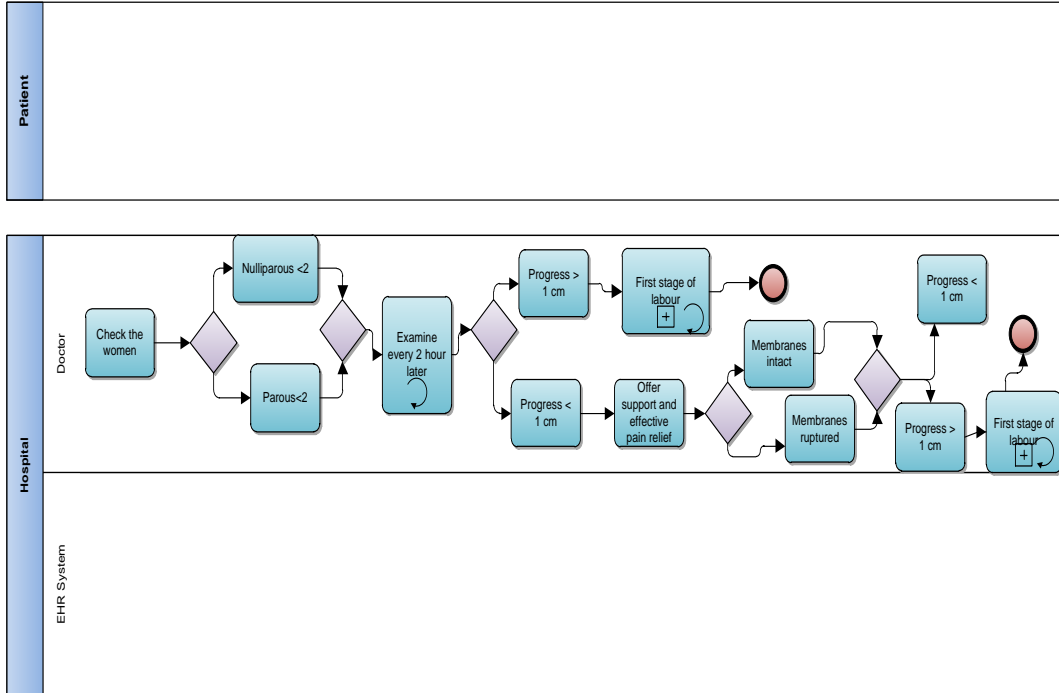 Patient
Hospital
Doctor
EHR System
Check the
women
Nulliparous <2
Parous<2
Examine
every 2 hour
later
Progress >
1 cm
First stage of
labour
+
Progress <
1 cm
Offer
support and
effective
pain relief
Membranes
intact
Membranes
ruptured
Progress <
1 cm
Progress >
1 cm
First stage of
labour
+